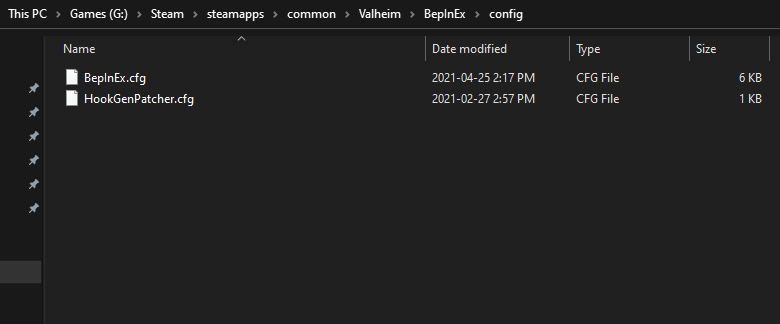 This PC > Games (G:) > Steam > steamapps > common > Valheim > BepInEx > config
Name Date modified Type Size
BepInEx.cfg 2021-04-25 2:17 PM CFG File 6 KB
HookGenPatcher.cfg 2021-02-27 2:57 PM CFG File 1 KB